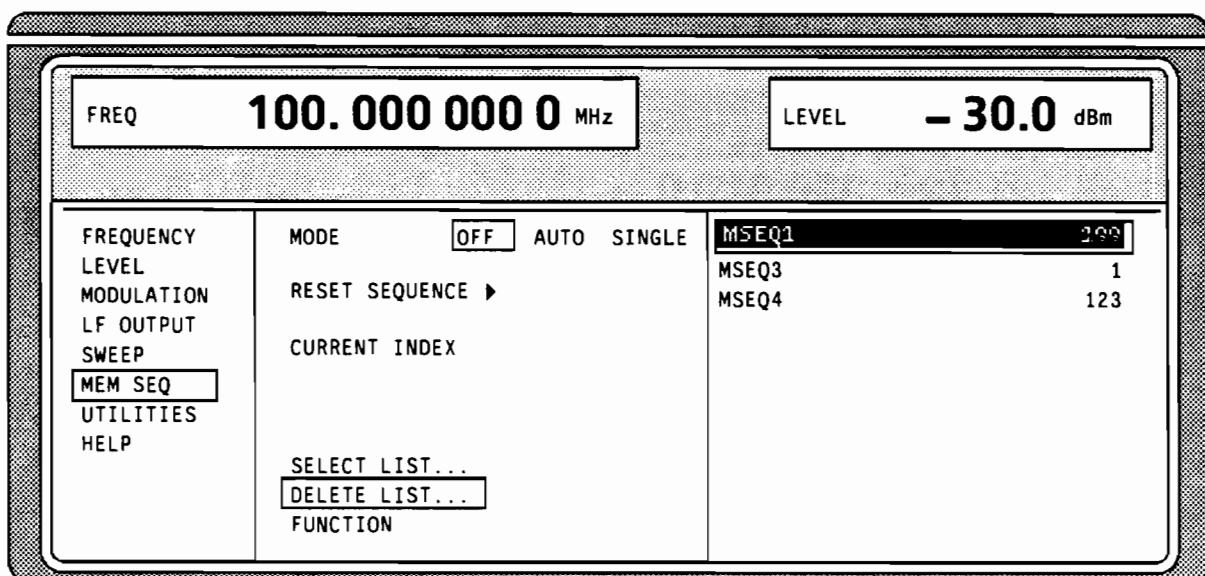 FREQ 100. 000 000 0 MHz LEVEL – 30.0 dBm
FREQUENCY
LEVEL
MODULATION
LF OUTPUT
SWEEP
MEM SEQ
UTILITIES
HELP
MODE OFF AUTO SINGLE
RESET SEQUENCE ▶
CURRENT INDEX
SELECT LIST...
DELETE LIST...
FUNCTION
MSEQ1
MSEQ3 1
MSEQ4 123